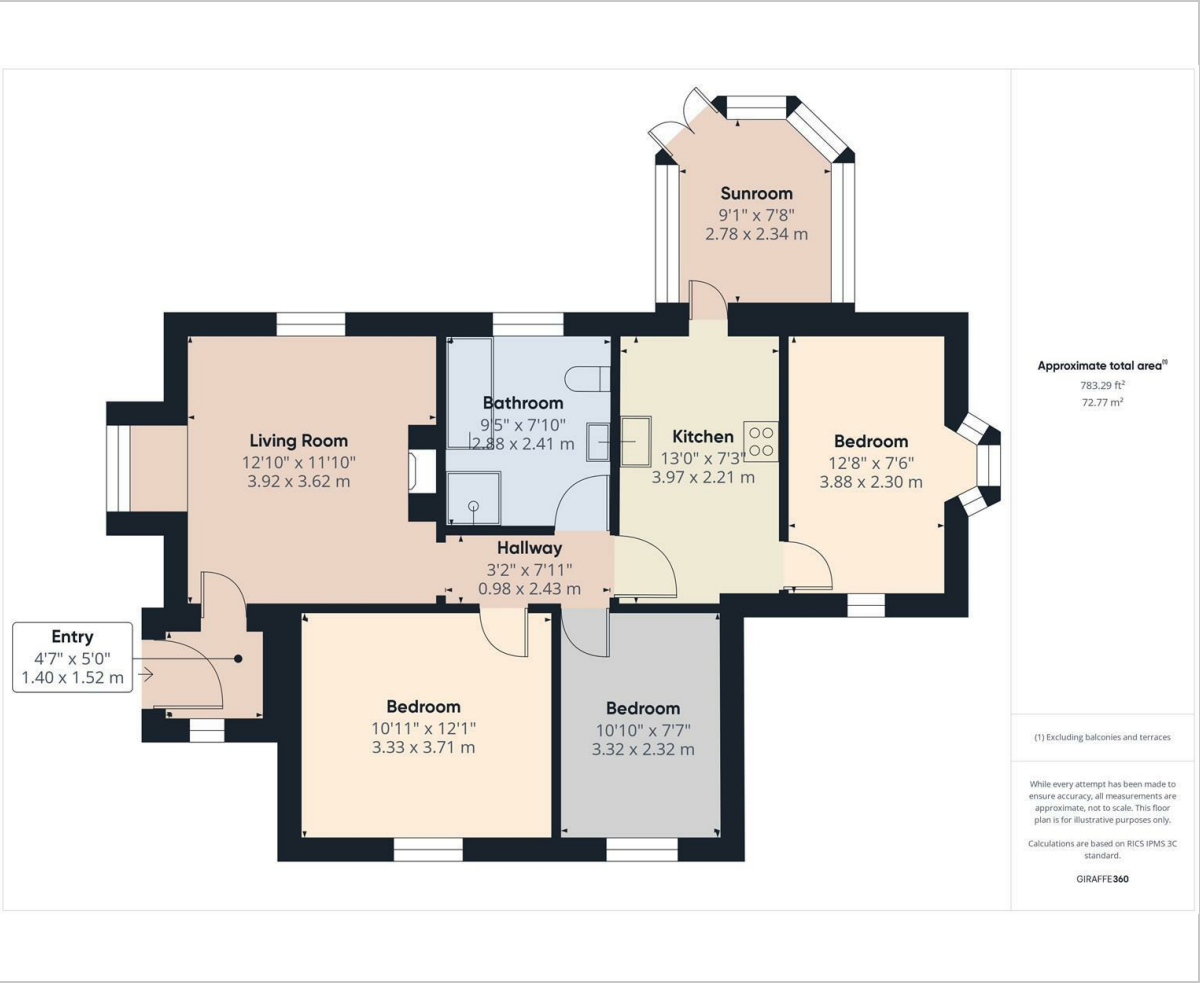 Sunroom
9'1" x 7'8"
2.78 x 2.34 m
Living Room
12'10" x 11'10"
3.92 x 3.62 m
Bathroom
9'5" x 7'10"
2.88 x 2.41 m
Kitchen
13'0" x 7'3"
3.97 x 2.21 m
Bedroom
12'8" x 7'6"
3.88 x 2.30 m
Hallway
3'2" x 7'11"
0.98 x 2.43 m
Entry
4'7" x 5'0"
1.40 x 1.52 m
Bedroom
10'11" x 12'1"
3.33 x 3.71 m
Bedroom
10'10" x 7'7"
3.32 x 2.32 m
Approximate total area⁽¹⁾
783.29 ft²
72.77 m²
(1) Excluding balconies and terraces
While every attempt has been made to
ensure accuracy, all measurements are
approximate, not to scale. This floor
plan is for illustrative purposes only.
Calculations are based on RICS IPMS 3C
standard.
GIRAFFE360